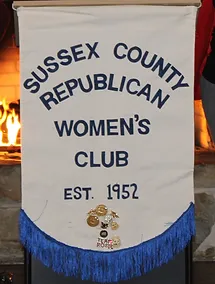 SUSSEX COUNTY
REPUBLICAN
WOMEN'S
CLUB
EST. 1952